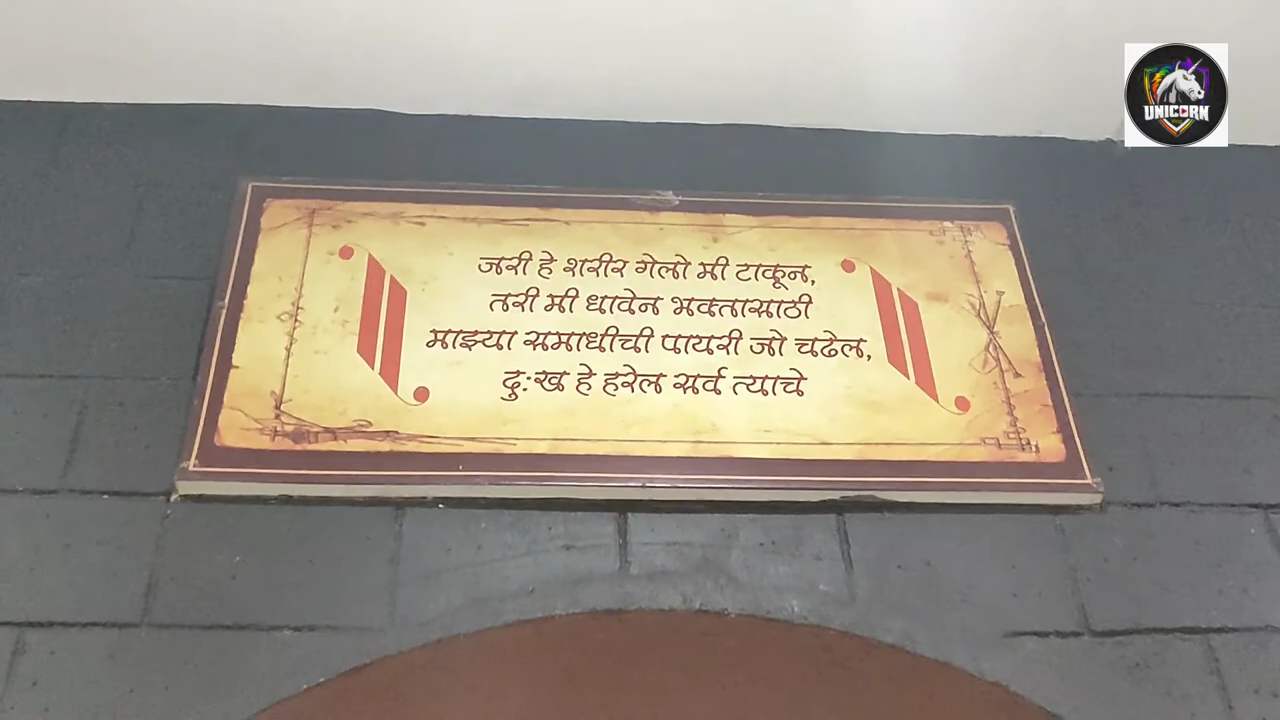 जरी हे शरीर गेलो मी टाकून,
तरी मी धावेन भक्तासाठी
माझ्या समाधीची पायरी जो चढेल,
दुःख हे हरेल सर्व त्याचे
UNICORN